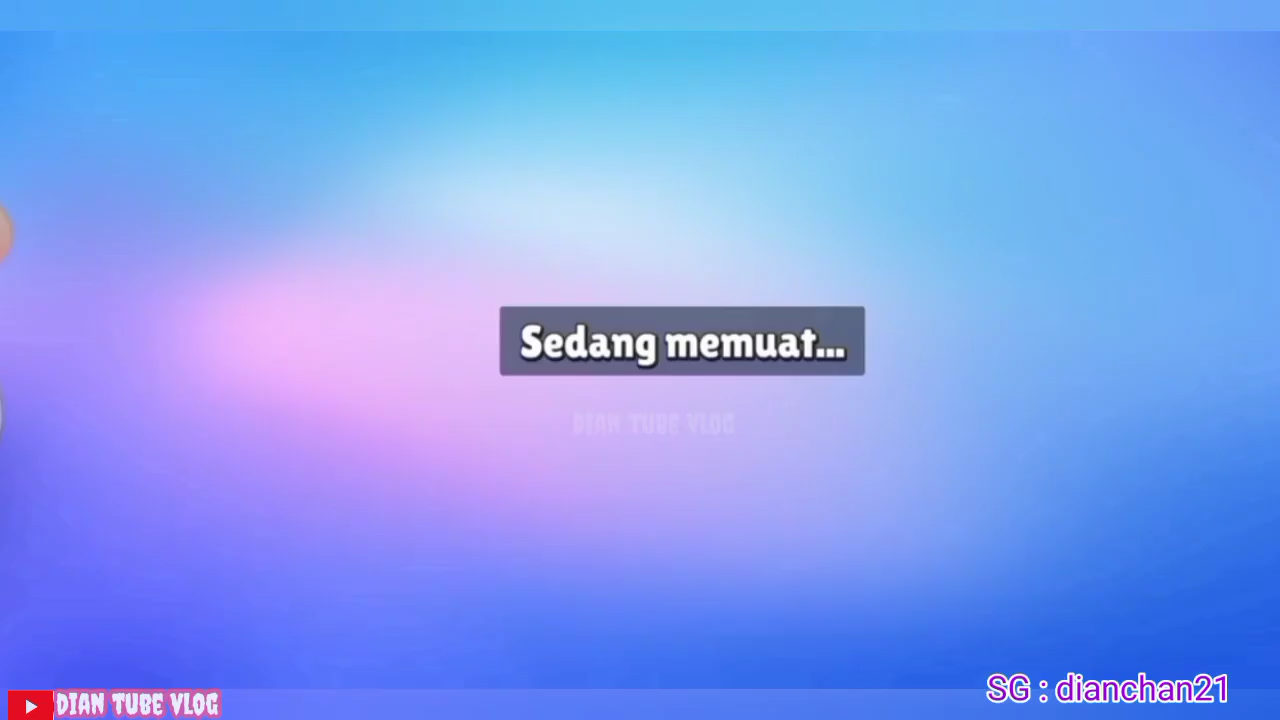 Sedang memuat...
DIAN TUBE VLOG
DIAN TUBE VLOG
SG : dianchan21